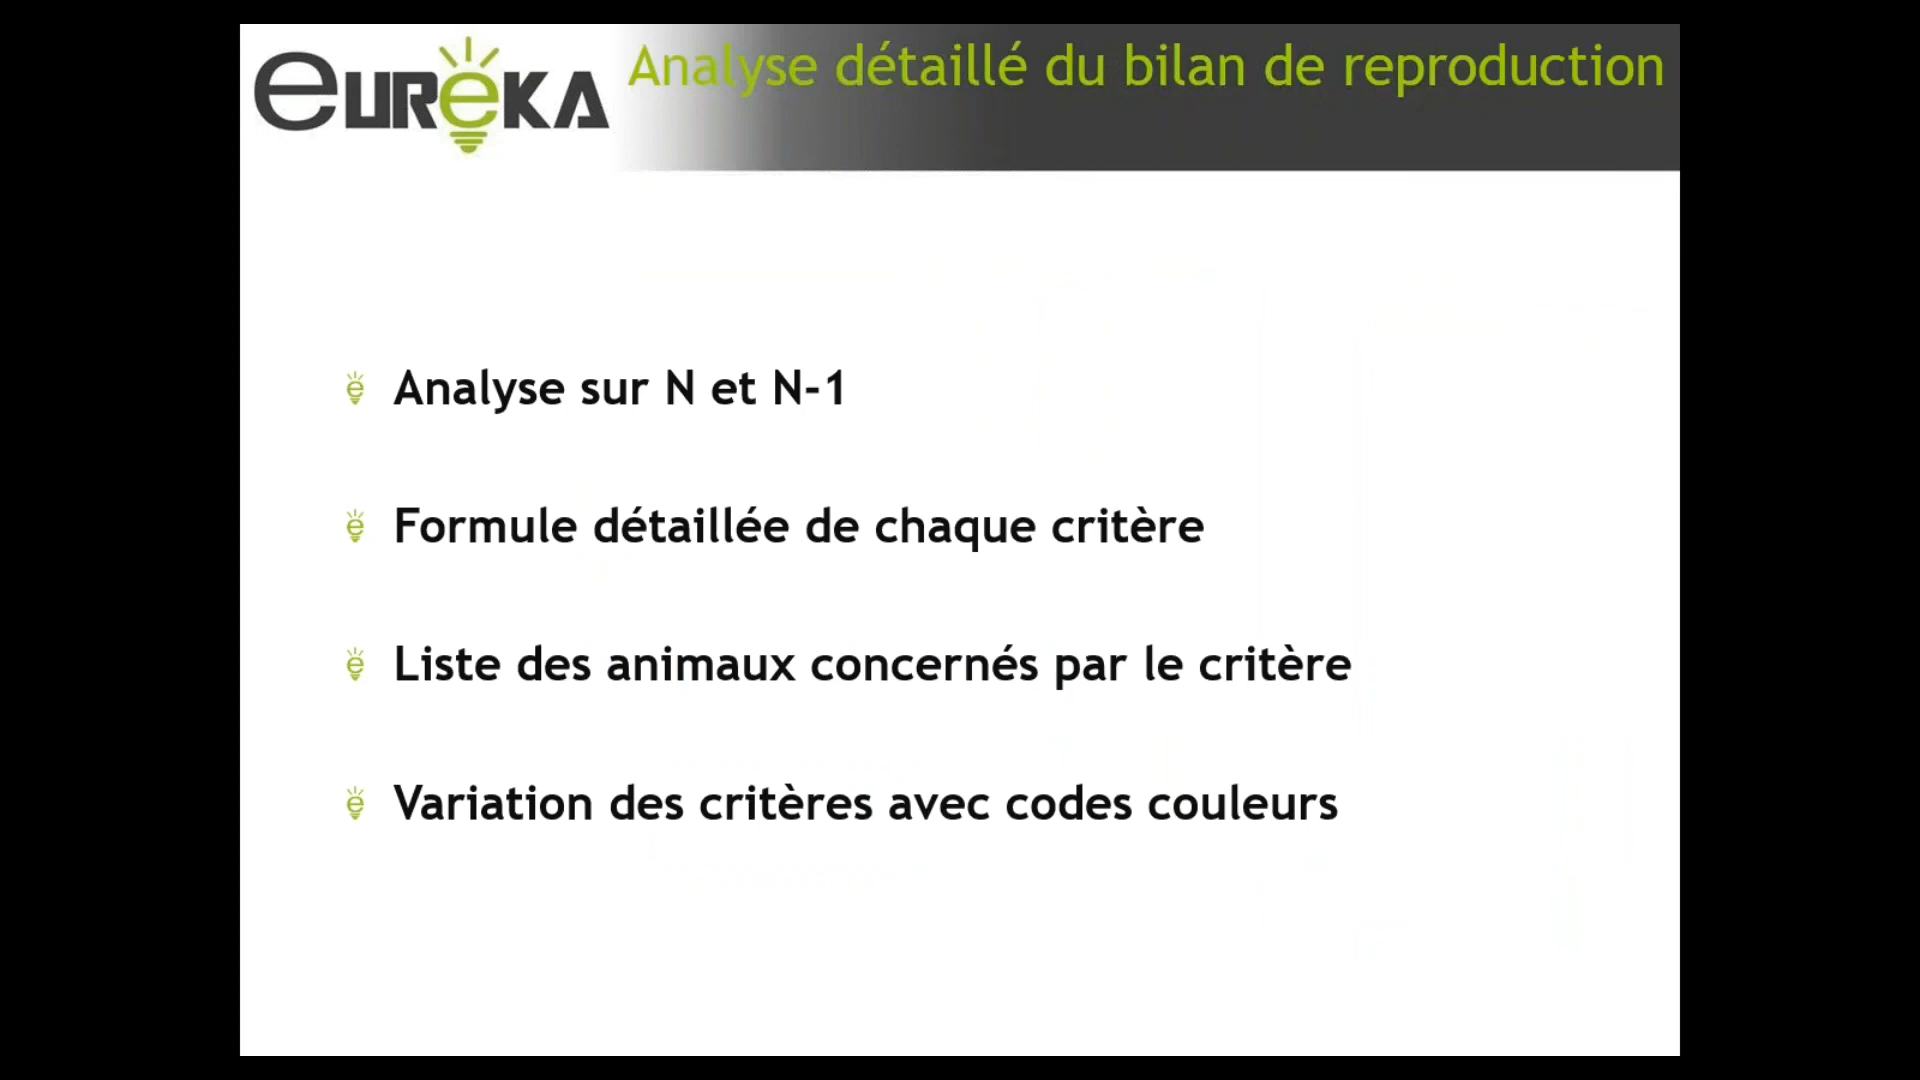 eurëka
Analyse détaillé du bilan de reproduction
Analyse sur N et N-1
Formule détaillée de chaque critère
Liste des animaux concernés par le critère
Variation des critères avec codes couleurs